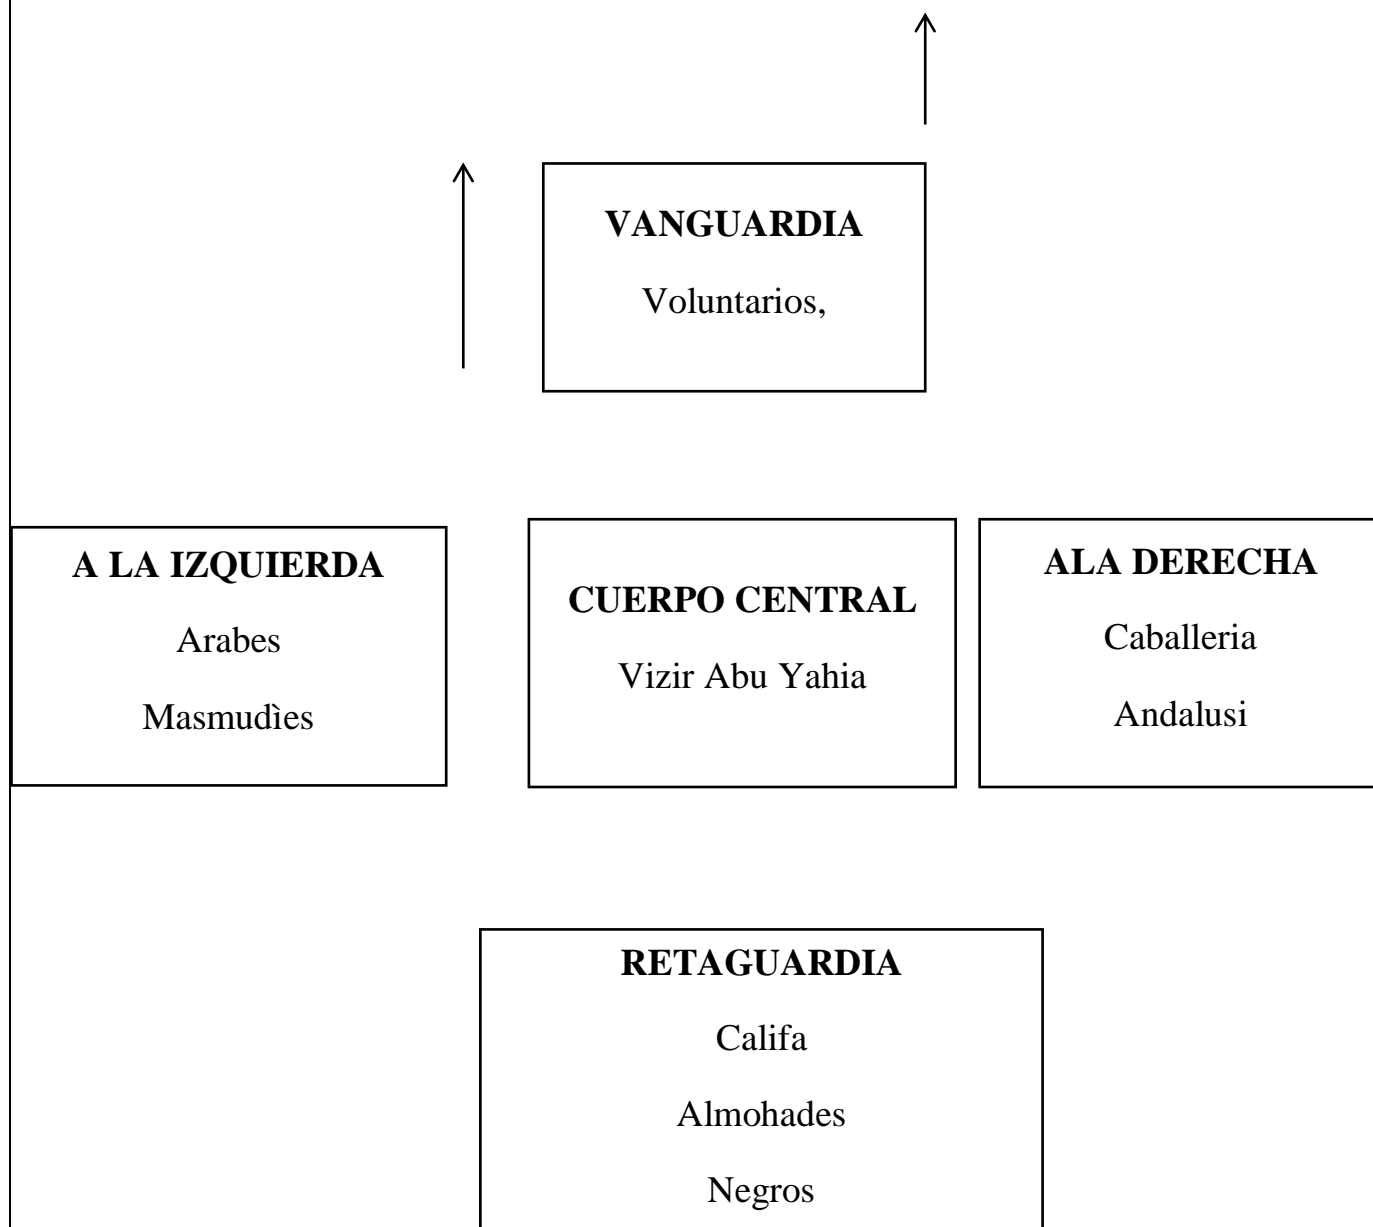 VANGUARDIA
Voluntarios,
A LA IZQUIERDA
Arabes
Masmudìes
CUERPO CENTRAL
Vizir Abu Yahia
ALA DERECHA
Caballeria
Andalusi
RETAGUARDIA
Califa
Almohades
Negros